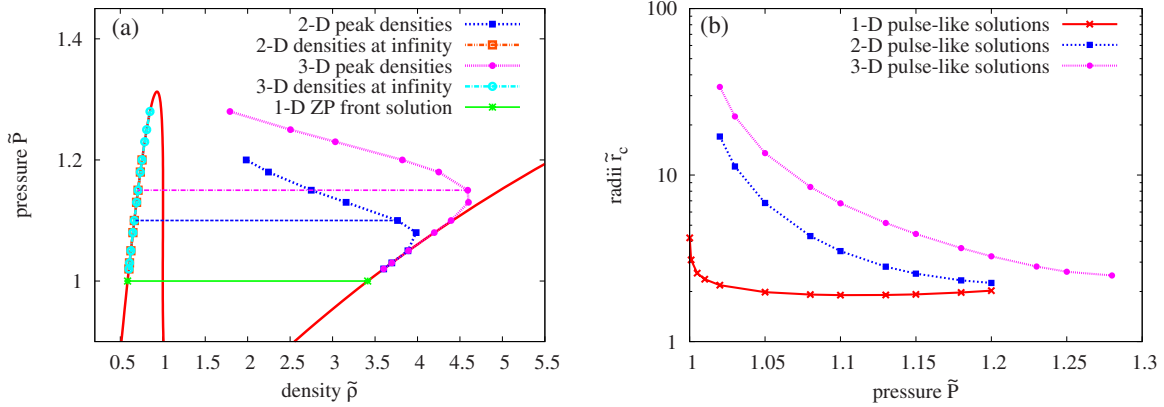 (a)
2-D peak densities
2-D densities at infinity
3-D peak densities
3-D densities at infinity
1-D ZP front solution
pressure P̃
1.4
1.2
1
0.5 1 1.5 2 2.5 3 3.5 4 4.5 5 5.5
density ρ̃
(b)
1-D pulse-like solutions
2-D pulse-like solutions
3-D pulse-like solutions
radii r̃c
100
10
1
1 1.05 1.1 1.15 1.2 1.25 1.3
pressure P̃